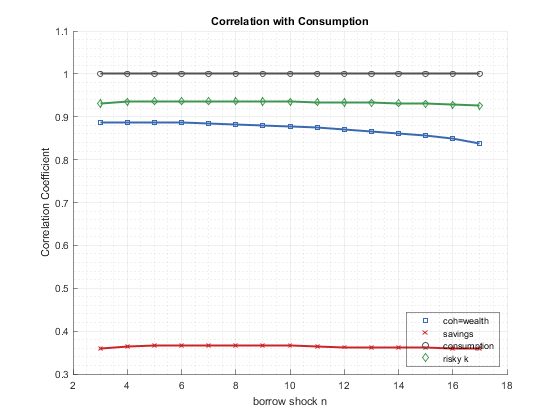 Correlation with Consumption
1.1
1
0.9
0.8
0.7
0.6
0.5
0.4
0.3
Correlation Coefficient
coh=wealth
savings
consumption
risky k
2
4
6
8
10
12
14
16
18
borrow shock n